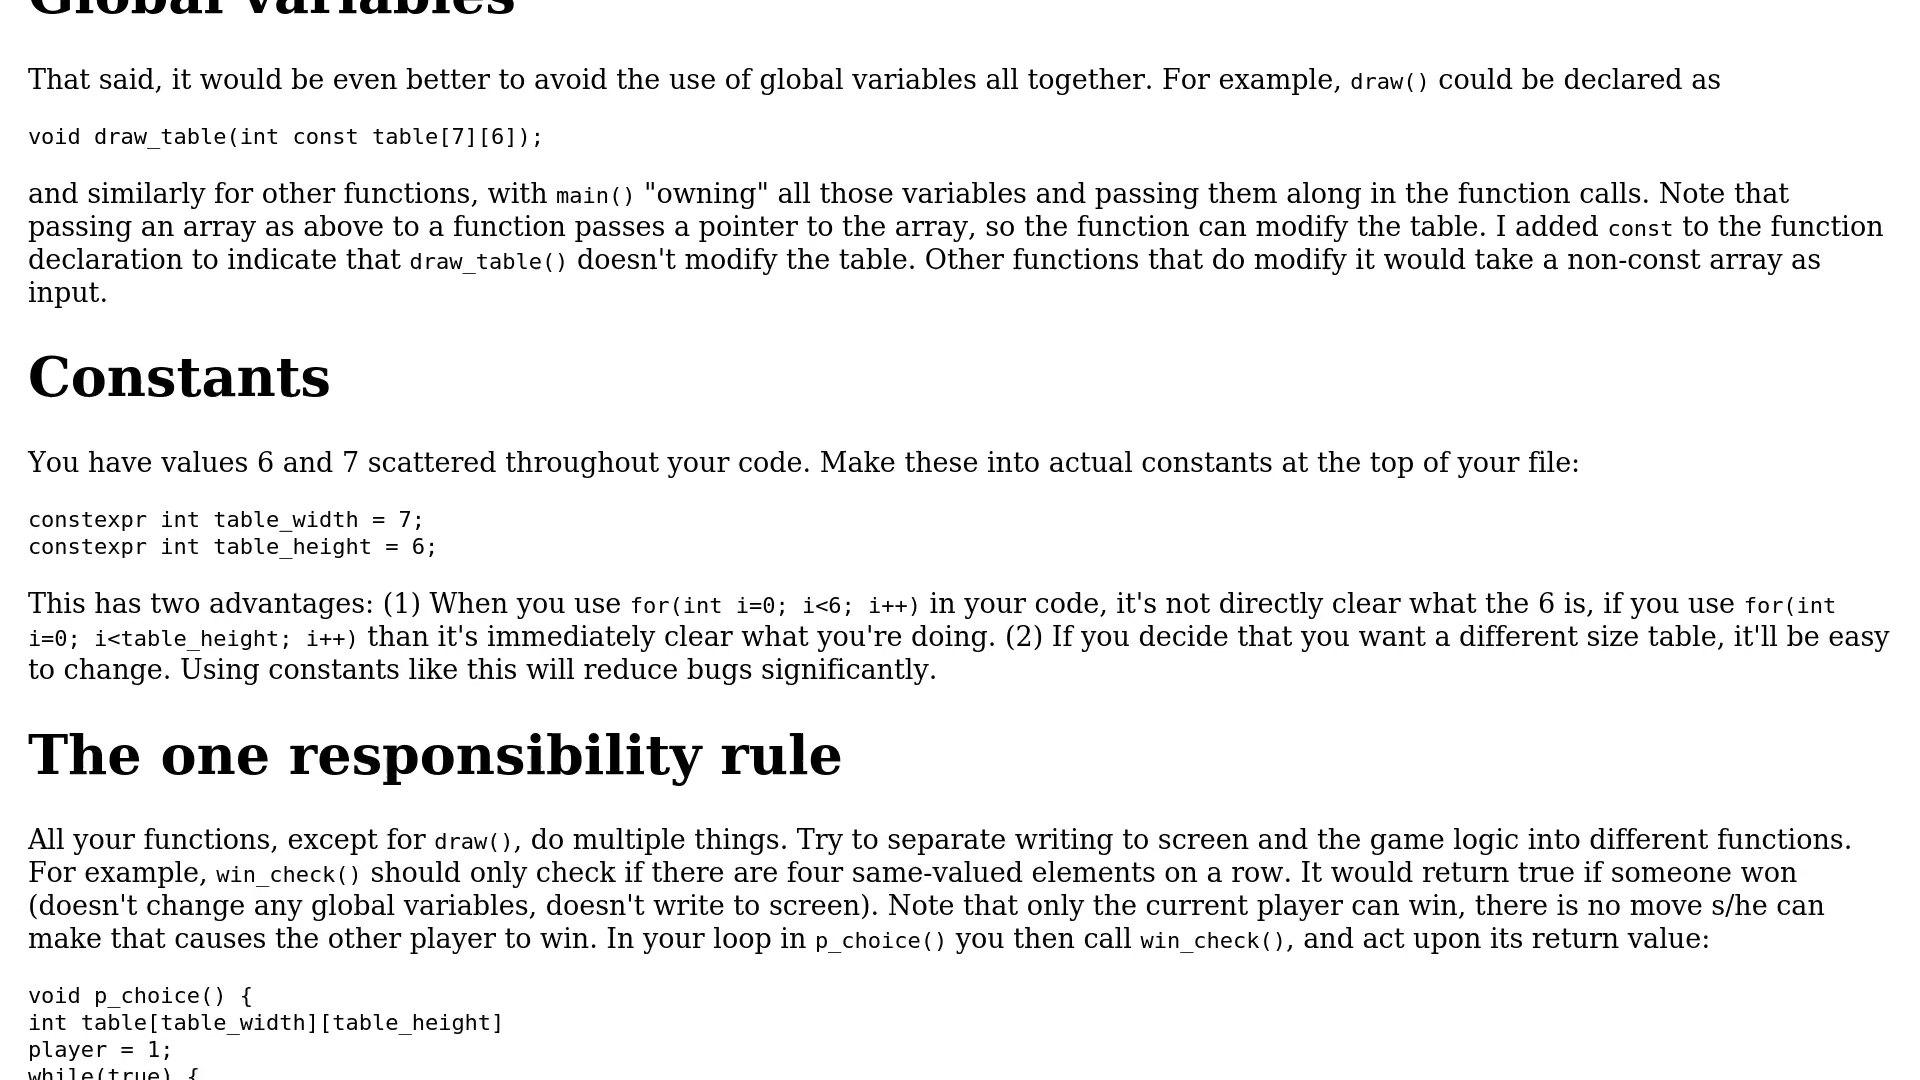 Global variables
That said, it would be even better to avoid the use of global variables all together. For example, draw() could be declared as
void draw_table(int const table[7][6]);
and similarly for other functions, with main() "owning" all those variables and passing them along in the function calls. Note that
passing an array as above to a function passes a pointer to the array, so the function can modify the table. I added const to the function
declaration to indicate that draw_table() doesn't modify the table. Other functions that do modify it would take a non-const array as
input.
Constants
You have values 6 and 7 scattered throughout your code. Make these into actual constants at the top of your file:
constexpr int table_width = 7;
constexpr int table_height = 6;
This has two advantages: (1) When you use for(int i=0; i<6; i++) in your code, it's not directly clear what the 6 is, if you use for(int
i=0; i<table_height; i++) than it's immediately clear what you're doing. (2) If you decide that you want a different size table, it'll be easy
to change. Using constants like this will reduce bugs significantly.
The one responsibility rule
All your functions, except for draw(), do multiple things. Try to separate writing to screen and the game logic into different functions.
For example, win_check() should only check if there are four same-valued elements on a row. It would return true if someone won
(doesn't change any global variables, doesn't write to screen). Note that only the current player can win, there is no move s/he can
make that causes the other player to win. In your loop in p_choice() you then call win_check(), and act upon its return value:
void p_choice() {
int table[table_width][table_height]
player = 1;
while(true) {